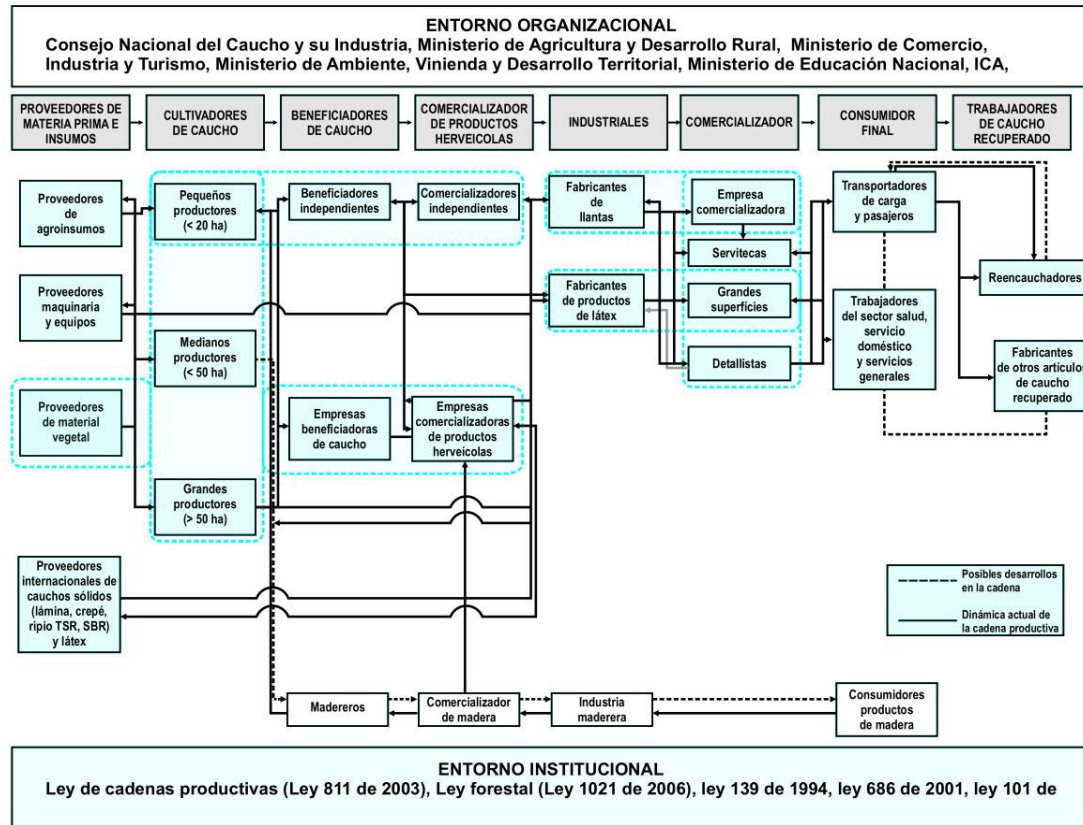 ENTORNO ORGANIZACIONAL
Consejo Nacional del Caucho y su Industria, Ministerio de Agricultura y Desarrollo Rural, Ministerio de Comercio,
Industria y Turismo, Ministerio de Ambiente, Vinienda y Desarrollo Territorial, Ministerio de Educación Nacional, ICA,
PROVEEDORES DE
MATERIA PRIMA E
INSUMOS
CULTIVADORES
DE CAUCHO
BENEFICIADORES
DE CAUCHO
COMERCIALIZADOR
DE PRODUCTOS
HERVEICOLAS
INDUSTRIALES
COMERCIALIZADOR
CONSUMIDOR
FINAL
TRABAJADORES
DE CAUCHO
RECUPERADO
Proveedores
de
agroinsumos
Pequeños
productores
(< 20 ha)
Beneficiadores
independientes
Comercializadores
independientes
Fabricantes
de
llantas
Empresa
comercializadora
Servitecas
Transportadores
de carga
y pasajeros
Reencauchadores
Proveedores
maquinaria
y equipos
Fabricantes
de productos
de látex
Grandes
superfícies
Trabajadores
del sector salud,
servicio
doméstico
y servicios
generales
Medianos
productores
(< 50 ha)
Detallistas
Fabricantes
de otros artículos
de caucho
recuperado
Proveedores
de material
vegetal
Empresas
beneficiadoras
de caucho
Empresas
comercializadoras
de productos
herveícolas
Grandes
productores
(> 50 ha)
Proveedores
internacionales de
cauchos sólidos
(lámina, crepé,
ripio TSR, SBR)
y látex
Posibles desarrollos
en la cadena
Dinámica actual de
la cadena productiva
Madereros
Comercializador
de madera
Industria
maderera
Consumidores
productos
de madera
ENTORNO INSTITUCIONAL
Ley de cadenas productivas (Ley 811 de 2003), Ley forestal (Ley 1021 de 2006), ley 139 de 1994, ley 686 de 2001, ley 101 de